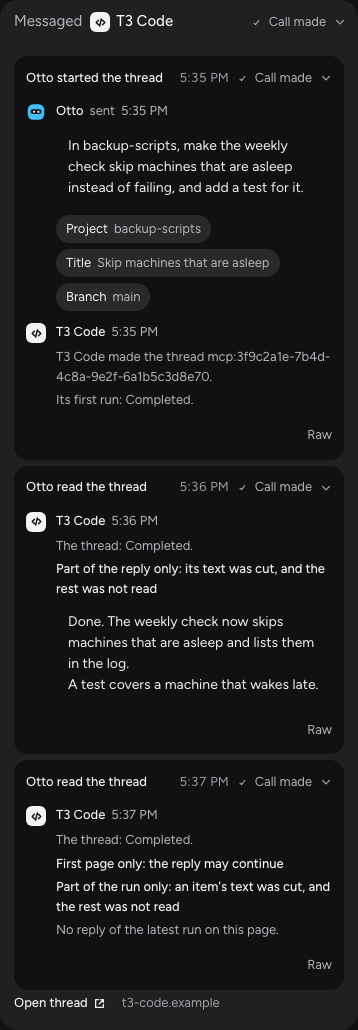 Messaged T3 Code Call made
Otto started the thread 5:35 PM Call made
Otto sent 5:35 PM
In backup-scripts, make the weekly
check skip machines that are asleep
instead of failing, and add a test for it.
Project backup-scripts
Title Skip machines that are asleep
Branch main
T3 Code 5:35 PM
T3 Code made the thread mcp:3f9c2a1e-7b4d-
4c8a-9e2f-6a1b5c3d8e70.
Its first run: Completed.
Raw
Otto read the thread 5:36 PM Call made
T3 Code 5:36 PM
The thread: Completed.
Part of the reply only: its text was cut, and the
rest was not read
Done. The weekly check now skips
machines that are asleep and lists them
in the log.
A test covers a machine that wakes late.
Raw
Otto read the thread 5:37 PM Call made
T3 Code 5:37 PM
The thread: Completed.
First page only: the reply may continue
Part of the run only: an item's text was cut, and
the rest was not read
No reply of the latest run on this page.
Raw
Open thread t3-code.example